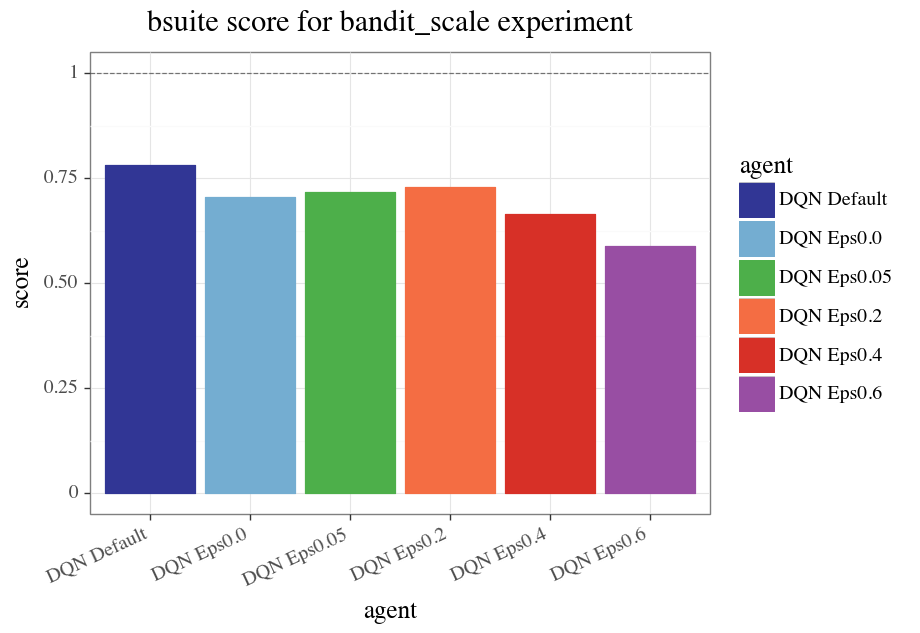 bsuite score for bandit_scale experiment
score
1
0.75
0.50
0.25
0
DQN Default
DQN Eps0.0
DQN Eps0.05
DQN Eps0.2
DQN Eps0.4
DQN Eps0.6
agent
agent
DQN Default
DQN Eps0.0
DQN Eps0.05
DQN Eps0.2
DQN Eps0.4
DQN Eps0.6